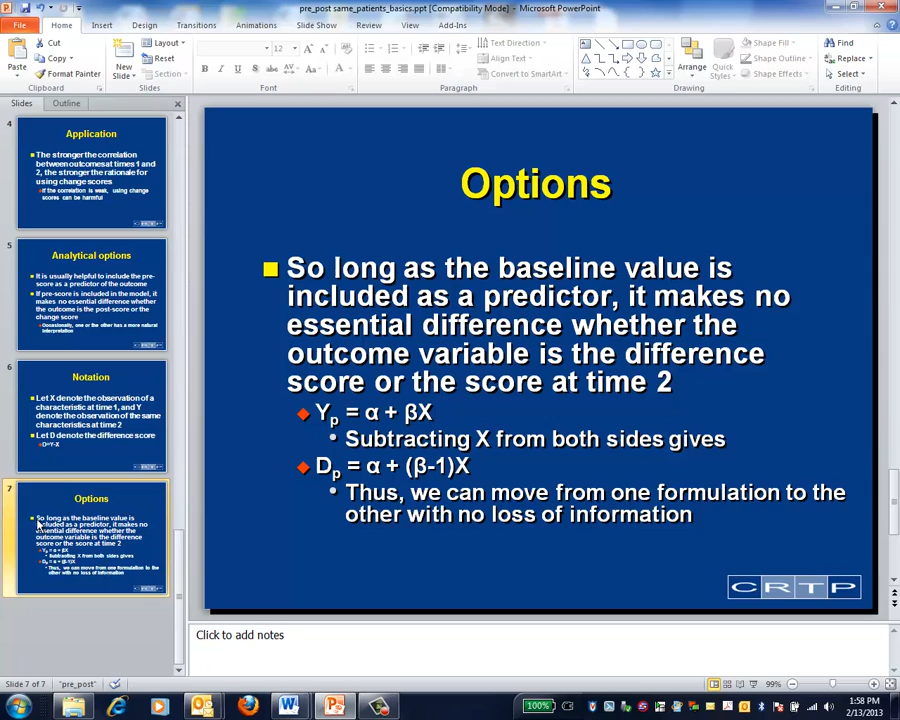 pre_post same_patients_basics.ppt [Compatibility Mode] - Microsoft PowerPoint
File Home Insert Design Transitions Animations Slide Show Review View Add-Ins
Paste
Cut
Copy
Format Painter
Clipboard
New
Slide
Layout
Reset
Section
Slides
12
B I U S abc AV Aa A
Font
Text Direction
Align Text
Convert to SmartArt
Paragraph
Arrange
Quick
Styles
Shape Fill
Shape Outline
Shape Effects
Drawing
Find
Replace
Select
Editing
Slides Outline
4
Application
The stronger the correlation
between outcomes at times 1 and
2, the stronger the rationale for
using change scores
If the correlation is weak, using change
scores can be harmful
CRTP
5
Analytical options
It is usually helpful to include the pre-
score as a predictor of the outcome
If pre-score is included in the model, it
makes no essential difference whether
the outcome is the post-score or the
change score
Occasionally, one or the other has a more natural
interpretation
CRTP
6
Notation
Let X denote the observation of a
characteristic at time 1, and Y
denote the observation of the same
characteristics at time 2
Let D denote the difference score
D=Y-X
CRTP
7
Options
So long as the baseline value is
included as a predictor, it makes no
essential difference whether the
outcome variable is the difference
score or the score at time 2
Yp = α + βX
Subtracting X from both sides gives
Dp = α + (β-1)X
Thus, we can move from one formulation to the
other with no loss of information
CRTP
Options
So long as the baseline value is
included as a predictor, it makes no
essential difference whether the
outcome variable is the difference
score or the score at time 2
Yp = α + βX
Subtracting X from both sides gives
Dp = α + (β-1)X
Thus, we can move from one formulation to the
other with no loss of information
CRTP
Click to add notes
Slide 7 of 7 "pre_post" 99%
100%
1:58 PM
2/13/2013